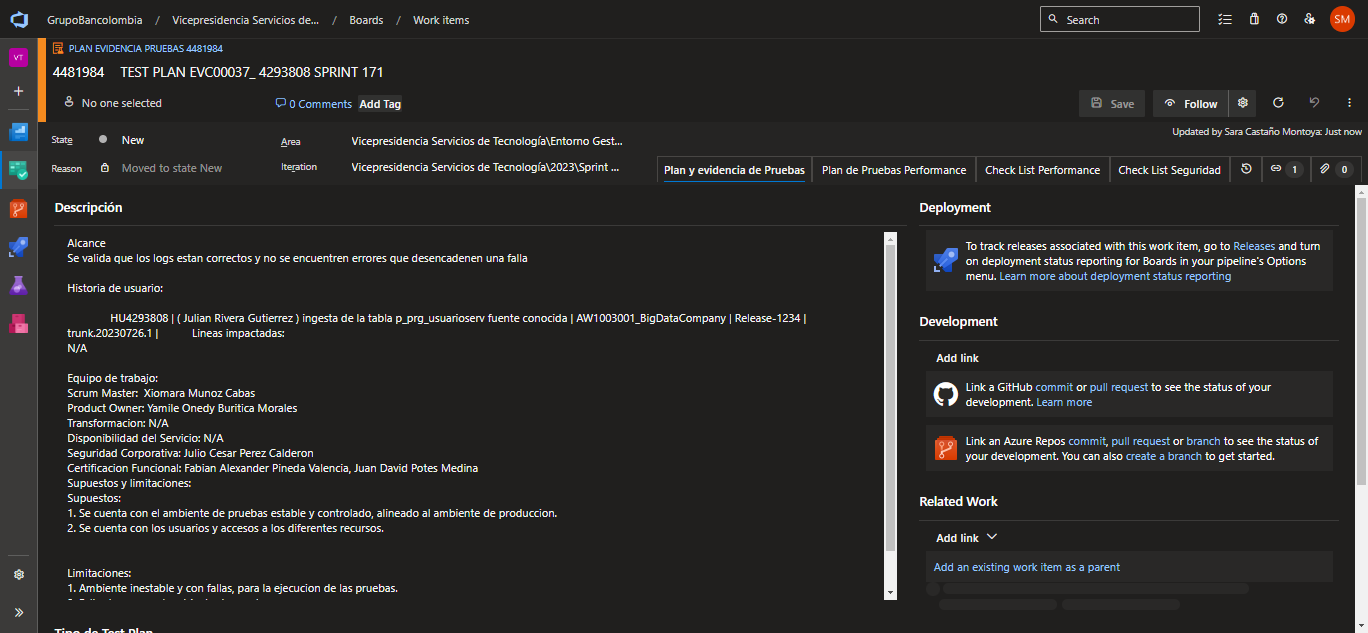 GrupoBancolombia / Vicepresidencia Servicios de... / Boards / Work items
Search
SM
VT
PLAN EVIDENCIA PRUEBAS 4481984
4481984 TEST PLAN EVC00037_ 4293808 SPRINT 171
No one selected
0 Comments
Add Tag
Save
Follow
Updated by Sara Castaño Montoya: Just now
State New
Area Vicepresidencia Servicios de Tecnología\Entorno Gest...
Reason Moved to state New
Iteration Vicepresidencia Servicios de Tecnología\2023\Sprint ...
Plan y evidencia de Pruebas
Plan de Pruebas Performance
Check List Performance
Check List Seguridad
1
0
Descripción
Alcance
Se valida que los logs estan correctos y no se encuentren errores que desencadenen una falla
Historia de usuario:
HU4293808 | ( Julian Rivera Gutierrez ) ingesta de la tabla p_prg_usuarioserv fuente conocida | AW1003001_BigDataCompany | Release-1234 |
trunk.20230726.1 | Lineas impactadas:
N/A
Equipo de trabajo:
Scrum Master: Xiomara Munoz Cabas
Product Owner: Yamile Onedy Buritica Morales
Transformacion: N/A
Disponibilidad del Servicio: N/A
Seguridad Corporativa: Julio Cesar Perez Calderon
Certificacion Funcional: Fabian Alexander Pineda Valencia, Juan David Potes Medina
Supuestos y limitaciones:
Supuestos:
1. Se cuenta con el ambiente de pruebas estable y controlado, alineado al ambiente de produccion.
2. Se cuenta con los usuarios y accesos a los diferentes recursos.
Limitaciones:
1. Ambiente inestable y con fallas, para la ejecucion de las pruebas.
Tipo de Test Plan
Deployment
To track releases associated with this work item, go to Releases and turn
on deployment status reporting for Boards in your pipeline's Options
menu. Learn more about deployment status reporting
Development
Add link
Link a GitHub commit or pull request to see the status of your
development. Learn more
Link an Azure Repos commit, pull request or branch to see the status of
your development. You can also create a branch to get started.
Related Work
Add link
Add an existing work item as a parent